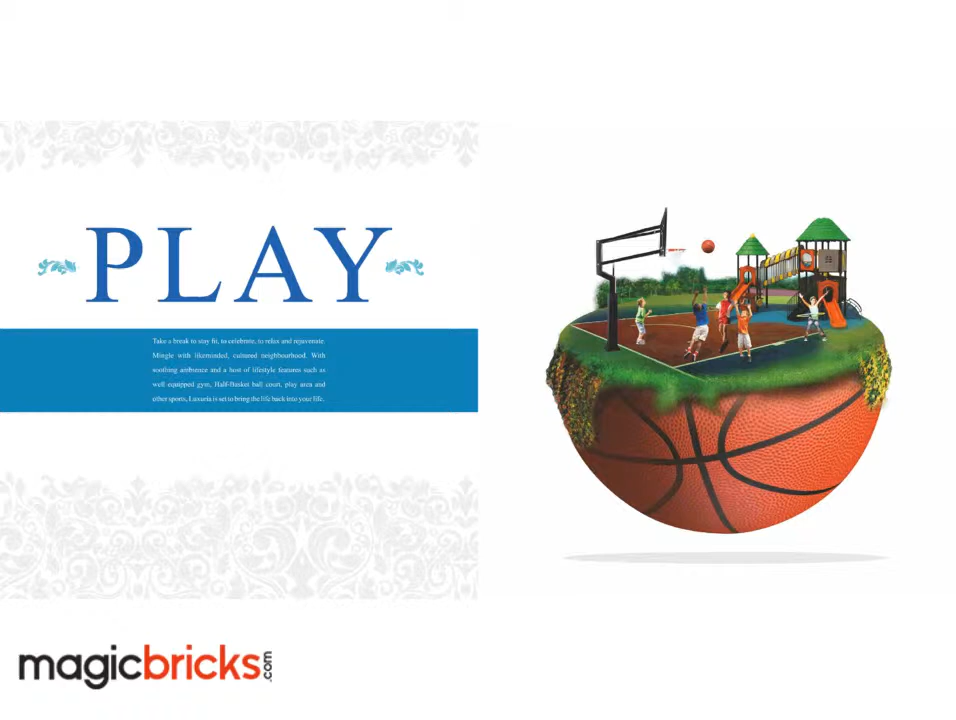 PLAY
Take a break to stay fit, to celebrate, to relax and rejuvenate.
Mingle with likeminded, cultured neighbourhood. With
soothing ambience and a host of lifestyle features such as
well equipped gym, Half-Basket ball court, play area and
other sports, Luxuria is set to bring the life back into your life.
magicbricks.com